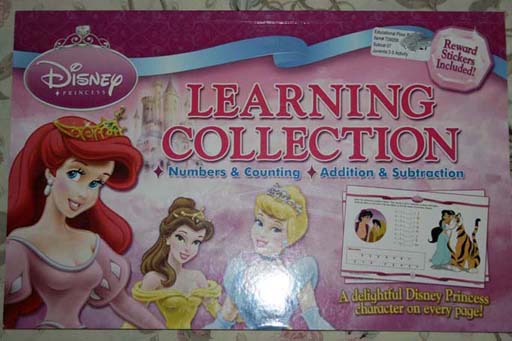 Disney
PRINCESS
Reward
Stickers
Included!
LEARNING
COLLECTION
Numbers & Counting Addition & Subtraction
A delightful Disney Princess
character on every page!